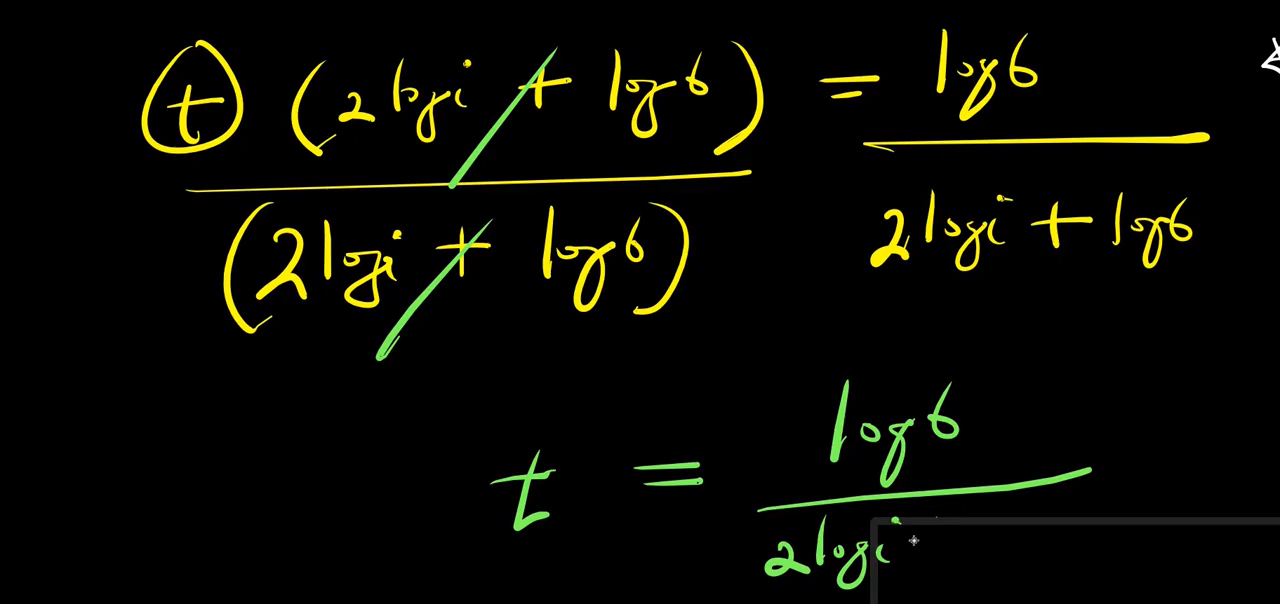 t (2logi + log6) = log6
(2logi + log6) 2logi + log6
t = log6
2logi